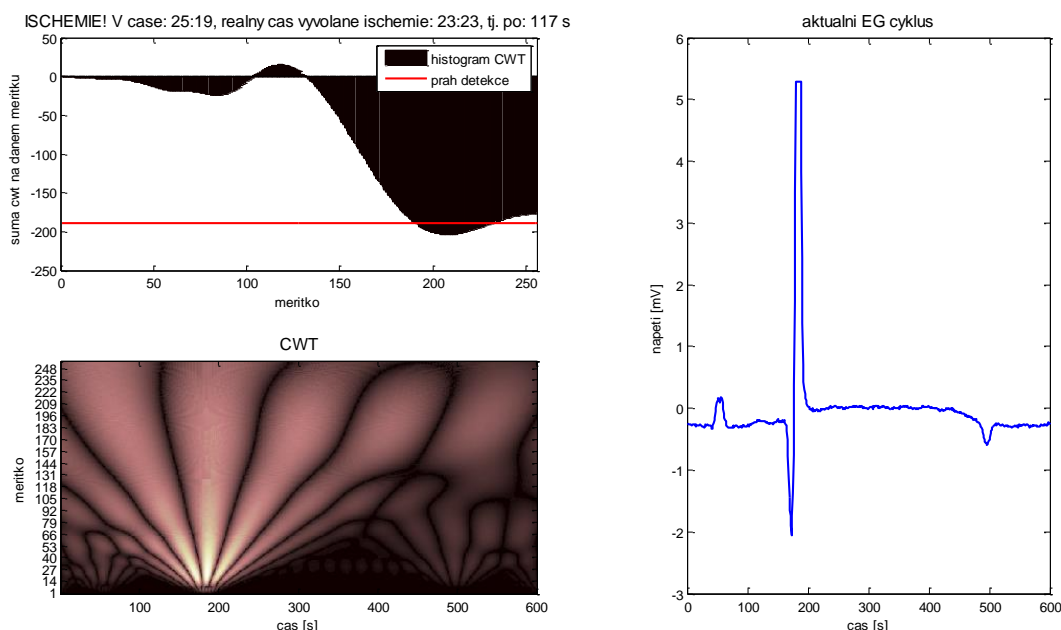 ISCHEMIE! V case: 25:19, realny cas vyvolane ischemie: 23:23, tj. po: 117 s
50
0
-50
-100
-150
-200
-250
suma cwt na danem meritku
histogram CWT
prah detekce
0 50 100 150 200 250
meritko
CWT
248
235
222
209
196
183
170
157
144
131
118
105
92
79
66
53
40
27
14
1
meritko
100 200 300 400 500 600
cas [s]
aktualni EG cyklus
6
5
4
3
2
1
0
-1
-2
-3
napeti [mV]
0 100 200 300 400 500 600
cas [s]